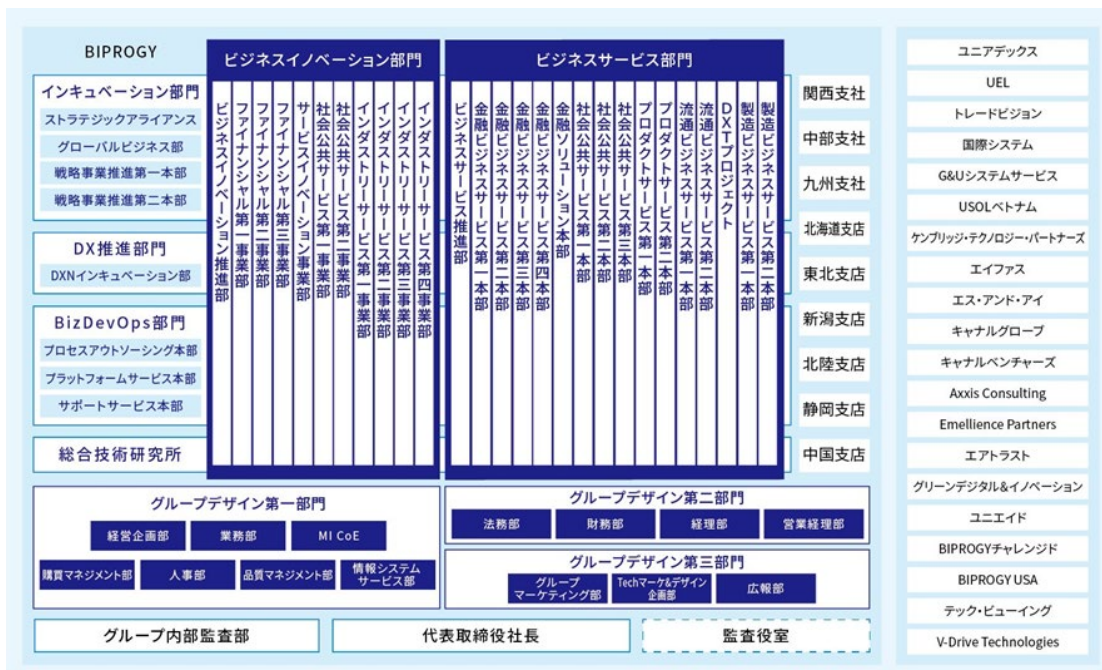 BIPROGY
インキュベーション部門
ストラテジックアライアンス
グローバルビジネス部
戦略事業推進第一本部
戦略事業推進第二本部
DX推進部門
DXNインキュベーション部
BizDevOps部門
プロセスアウトソーシング本部
プラットフォームサービス本部
サポートサービス本部
総合技術研究所
ビジネスイノベーション部門
ビジネスイノベーション推進部
ファイナンシャル第一事業部
ファイナンシャル第二事業部
ファイナンシャル第三事業部
サービスイノベーション事業部
社会公共サービス第一事業部
社会公共サービス第二事業部
インダストリーサービス第一事業部
インダストリーサービス第二事業部
インダストリーサービス第三事業部
インダストリーサービス第四事業部
ビジネスサービス部門
ビジネスサービス推進部
金融ビジネスサービス第一本部
金融ビジネスサービス第二本部
金融ビジネスサービス第三本部
金融ビジネスサービス第四本部
金融ソリューション本部
社会公共サービス第一本部
社会公共サービス第二本部
社会公共サービス第三本部
プロダクトサービス第一本部
プロダクトサービス第二本部
流通ビジネスサービス第一本部
流通ビジネスサービス第二本部
DXTプロジェクト
製造ビジネスサービス第一本部
製造ビジネスサービス第二本部
関西支社
中部支社
九州支社
北海道支店
東北支店
新潟支店
北陸支店
静岡支店
中国支店
グループデザイン第一部門
経営企画部
業務部
MI CoE
購買マネジメント部
人事部
品質マネジメント部
情報システム
サービス部
グループデザイン第二部門
法務部
財務部
経理部
営業経理部
グループデザイン第三部門
グループ
マーケティング部
Techマーケ&デザイン
企画部
広報部
グループ内部監査部
代表取締役社長
監査役室
ユニアデックス
UEL
トレードビジョン
国際システム
G&Uシステムサービス
USOLベトナム
ケンブリッジ・テクノロジー・パートナーズ
エイファス
エス・アンド・アイ
キャナルグローブ
キャナルベンチャーズ
Axxis Consulting
Emellience Partners
エアトラスト
グリーンデジタル&イノベーション
ユニエイド
BIPROGYチャレンジド
BIPROGY USA
テック・ビューイング
V-Drive Technologies